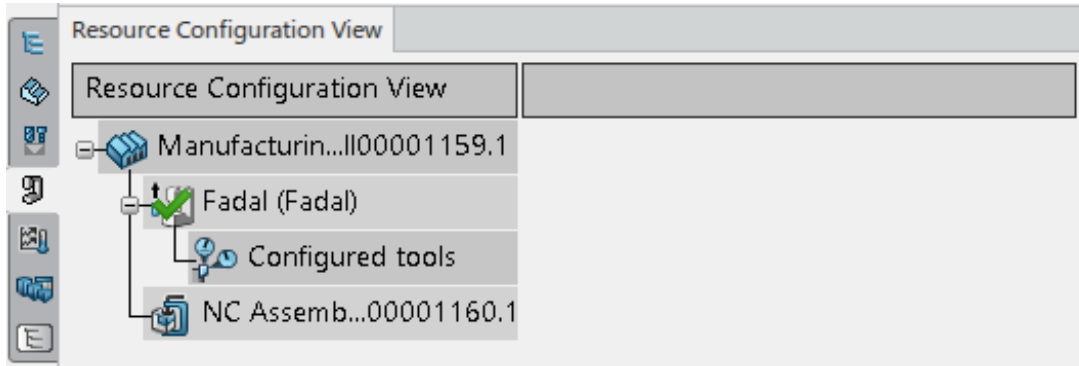 Resource Configuration View
Resource Configuration View
Manufacturin...ll00001159.1
Fadal (Fadal)
Configured tools
NC Assemb...00001160.1